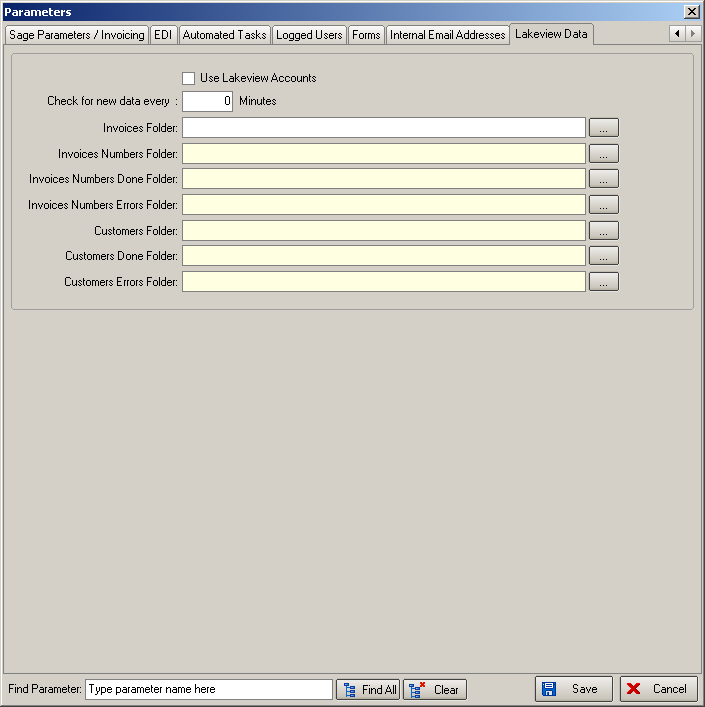 Parameters
Sage Parameters / Invoicing EDI Automated Tasks Logged Users Forms Internal Email Addresses Lakeview Data
Use Lakeview Accounts
Check for new data every : 0 Minutes
Invoices Folder: ...
Invoices Numbers Folder: ...
Invoices Numbers Done Folder: ...
Invoices Numbers Errors Folder: ...
Customers Folder: ...
Customers Done Folder: ...
Customers Errors Folder: ...
Find Parameter: Type parameter name here Find All Clear Save Cancel